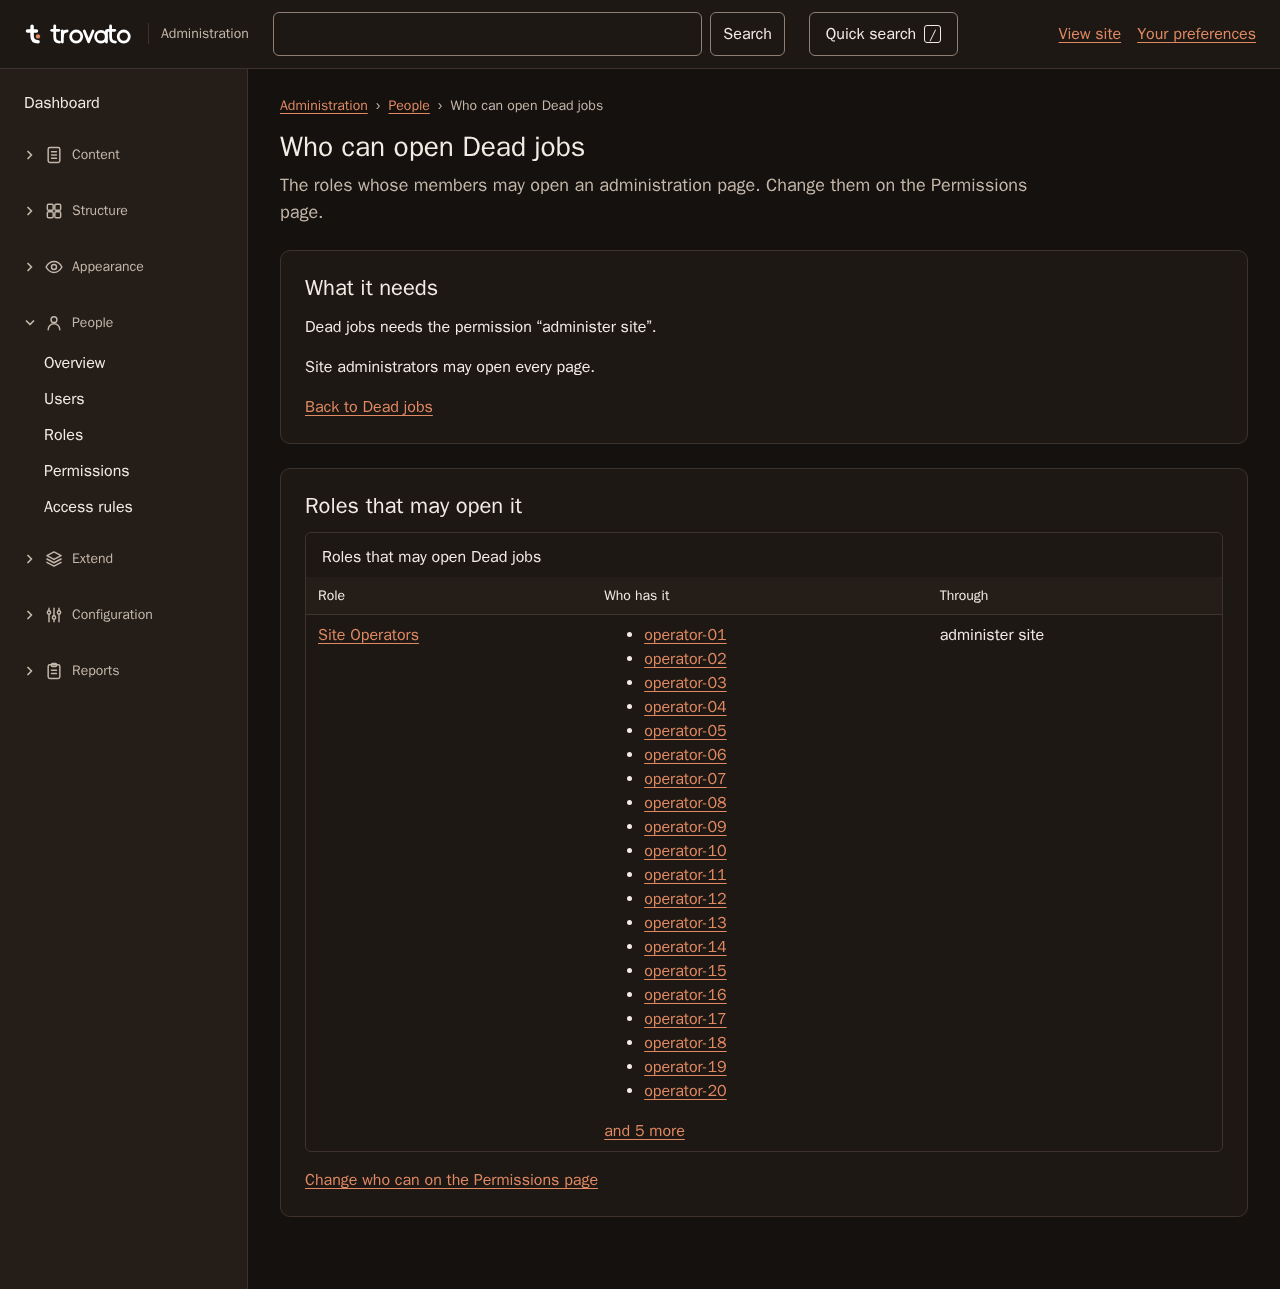 trovato
Administration
Search
Quick search /
View site
Your preferences
Dashboard
Content
Structure
Appearance
People
Overview
Users
Roles
Permissions
Access rules
Extend
Configuration
Reports
Administration › People › Who can open Dead jobs
Who can open Dead jobs
The roles whose members may open an administration page. Change them on the Permissions
page.
What it needs
Dead jobs needs the permission “administer site”.
Site administrators may open every page.
Back to Dead jobs
Roles that may open it
Roles that may open Dead jobs
Role Who has it Through
Site Operators
operator-01
administer site
operator-02
operator-03
operator-04
operator-05
operator-06
operator-07
operator-08
operator-09
operator-10
operator-11
operator-12
operator-13
operator-14
operator-15
operator-16
operator-17
operator-18
operator-19
operator-20
and 5 more
Change who can on the Permissions page